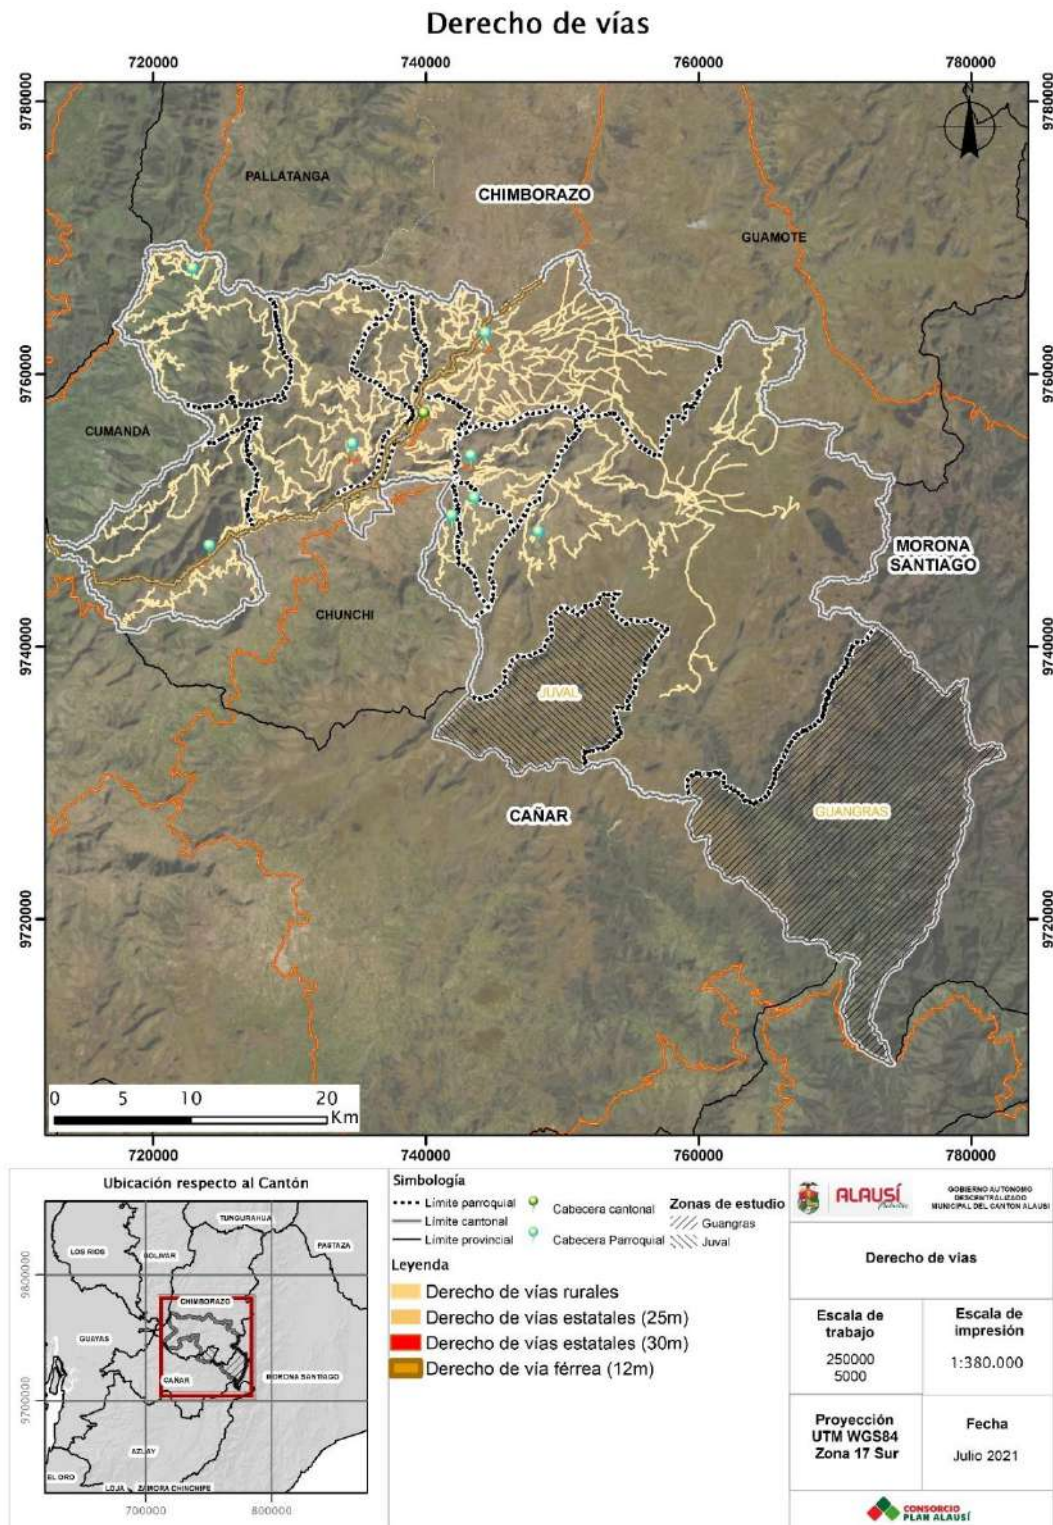 Derecho de vías
720000
740000
760000
780000
9780000
9780000
PALLATANGA
CHIMBORAZO
GUAMOTE
9760000
9760000
CUMANDÁ
MORONA
SANTIAGO
CHUNCHI
9740000
9740000
JUVAL
GUANGRAS
CAÑAR
9720000
9720000
0 5 10 20
Km
720000
740000
760000
780000
Ubicación respecto al Cantón
TUNGURAHUA
LOS RIOS
BOLIVAR
PASTAZA
9800000
CHIMBORAZO
GUAYAS
CAÑAR
MORONA SANTIAGO
9700000
AZUAY
EL ORO
LOJA
ZAMORA CHINCHIPE
700000
800000
Simbología
Límite parroquial
Límite cantonal
Límite provincial
Cabecera cantonal
Cabecera Parroquial
Zonas de estudio
Guangras
Juval
Leyenda
Derecho de vías rurales
Derecho de vías estatales (25m)
Derecho de vías estatales (30m)
Derecho de vía férrea (12m)
ALAUSÍ
GOBIERNO AUTONOMO
DESCENTRALIZADO
MUNICIPAL DEL CANTON ALAUSI
Derecho de vías
Escala de
trabajo
250000
5000
Escala de
impresión
1:380.000
Proyección
UTM WGS84
Zona 17 Sur
Fecha
Julio 2021
CONSORCIO
PLAN ALAUSÍ